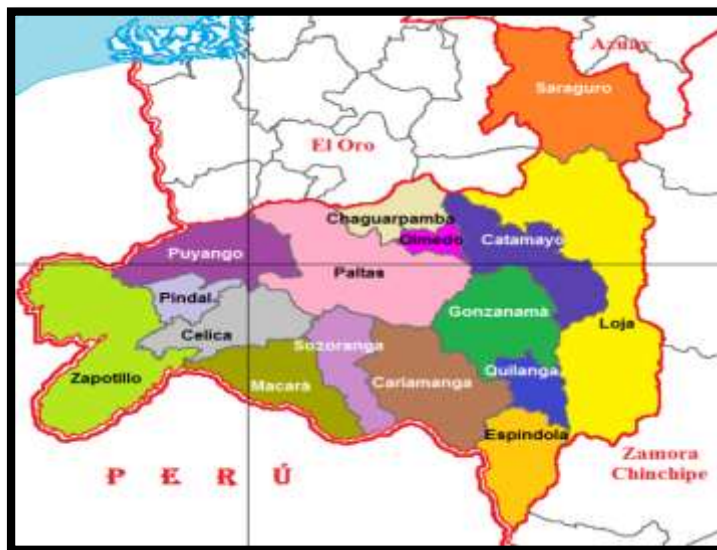 Azuay
Saraguro
El Oro
Chaguarpamba
Olmedo
Catamayo
Puyango
Paltas
Pindal
Gonzanamá
Celica
Loja
Sozoranga
Zapotillo
Macará
Cariamanga
Quilanga
Espíndola
Zamora
Chinchipe
P E R Ú